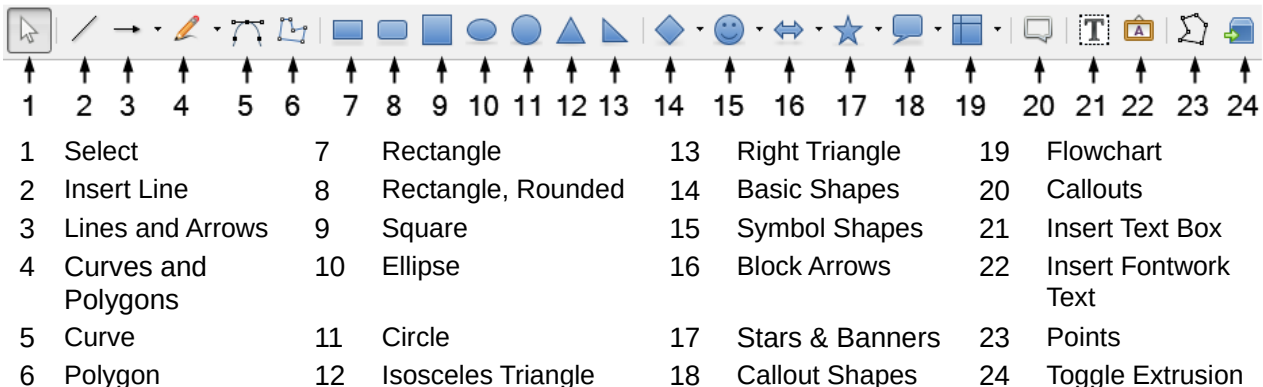 T A
1 2 3 4 5 6 7 8 9 10 11 12 13 14 15 16 17 18 19 20 21 22 23 24
1 Select 7 Rectangle 13 Right Triangle 19 Flowchart
2 Insert Line 8 Rectangle, Rounded 14 Basic Shapes 20 Callouts
3 Lines and Arrows 9 Square 15 Symbol Shapes 21 Insert Text Box
4 Curves and 10 Ellipse 16 Block Arrows 22 Insert Fontwork
Polygons Text
5 Curve 11 Circle 17 Stars & Banners 23 Points
6 Polygon 12 Isosceles Triangle 18 Callout Shapes 24 Toggle Extrusion